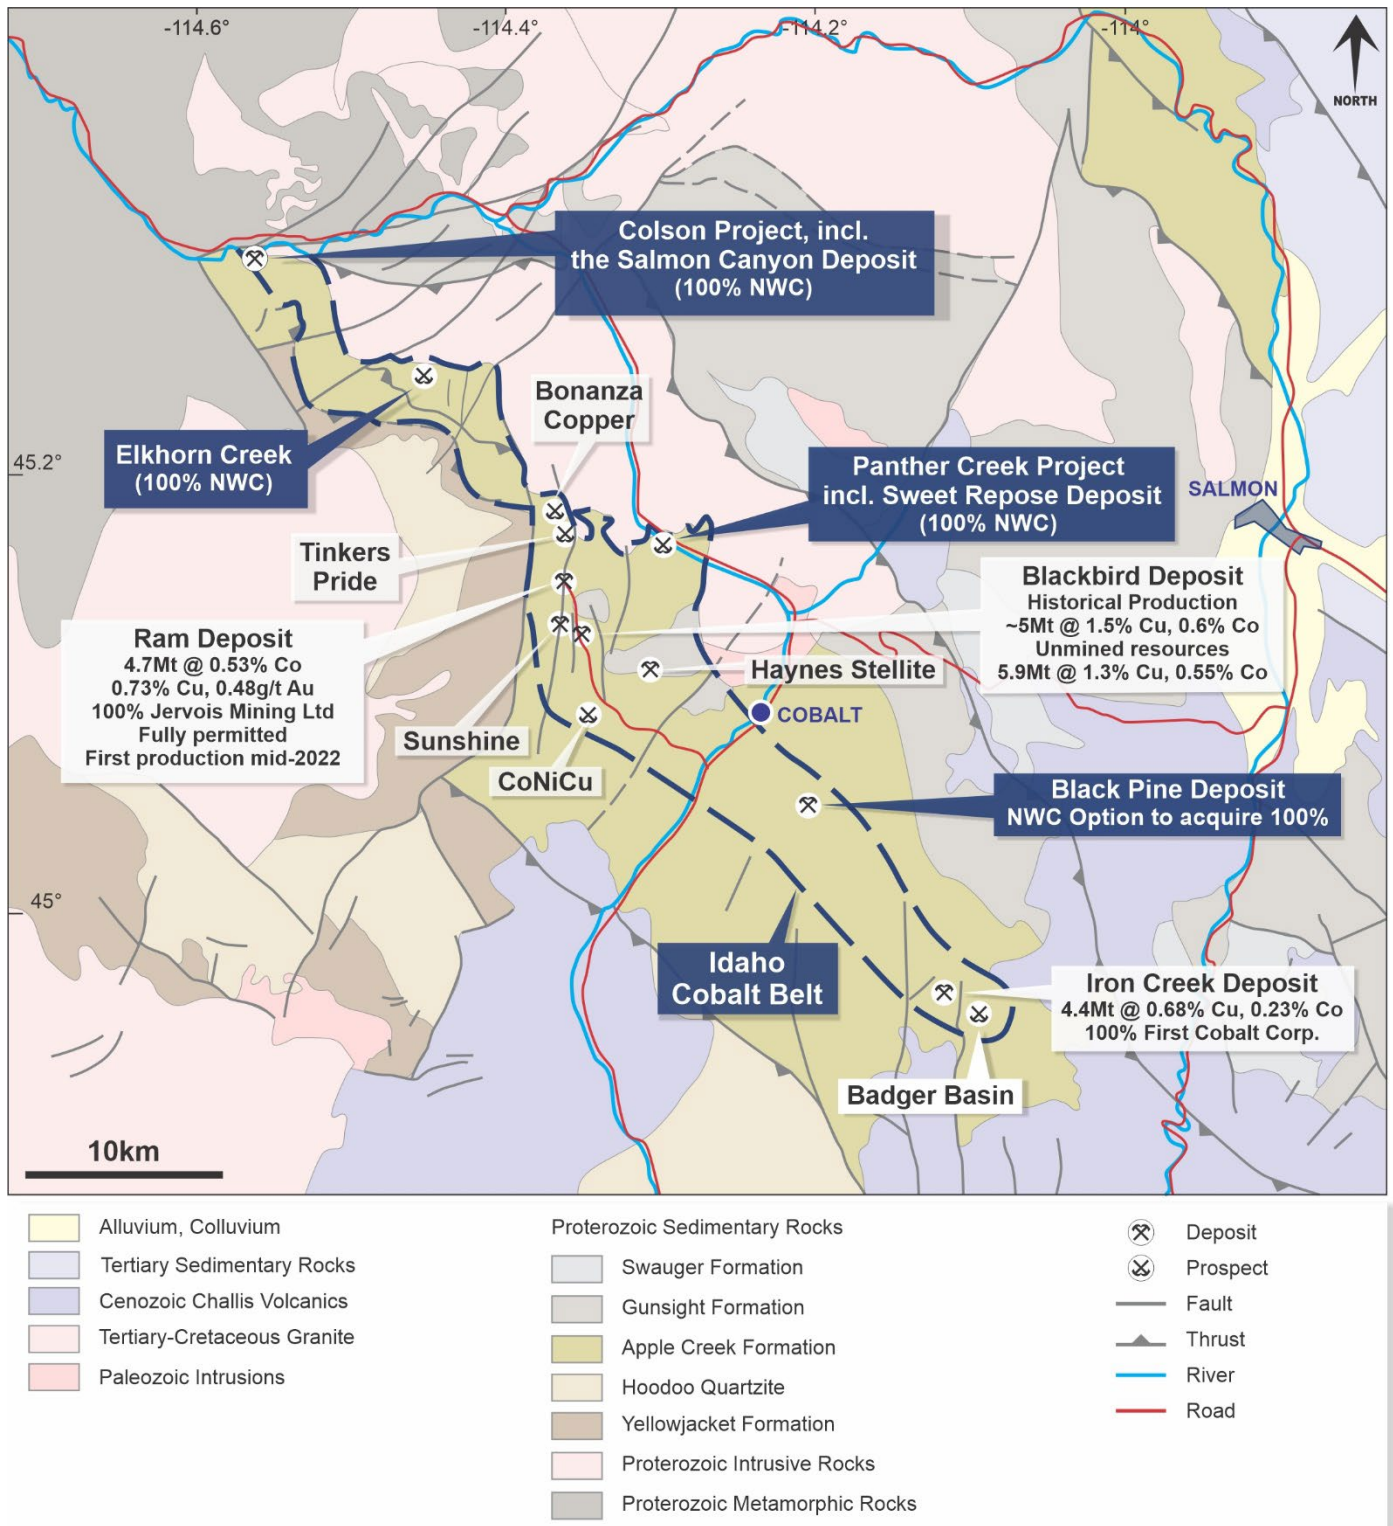 -114.6°
-114.4°
-114.2°
-114°
NORTH
Colson Project, incl.
the Salmon Canyon Deposit
(100% NWC)
Bonanza
Copper
Elkhorn Creek
(100% NWC)
45.2°
Panther Creek Project
incl. Sweet Repose Deposit
(100% NWC)
SALMON
Tinkers
Pride
Blackbird Deposit
Historical Production
~5Mt @ 1.5% Cu, 0.6% Co
Unmined resources
5.9Mt @ 1.3% Cu, 0.55% Co
Ram Deposit
4.7Mt @ 0.53% Co
0.73% Cu, 0.48g/t Au
100% Jervois Mining Ltd
Fully permitted
First production mid-2022
Haynes Stellite
COBALT
Sunshine
CoNiCu
Black Pine Deposit
NWC Option to acquire 100%
45°
Idaho
Cobalt Belt
Iron Creek Deposit
4.4Mt @ 0.68% Cu, 0.23% Co
100% First Cobalt Corp.
Badger Basin
10km
Alluvium, Colluvium
Tertiary Sedimentary Rocks
Cenozoic Challis Volcanics
Tertiary-Cretaceous Granite
Paleozoic Intrusions
Proterozoic Sedimentary Rocks
Swauger Formation
Gunsight Formation
Apple Creek Formation
Hoodoo Quartzite
Yellowjacket Formation
Proterozoic Intrusive Rocks
Proterozoic Metamorphic Rocks
Deposit
Prospect
Fault
Thrust
River
Road